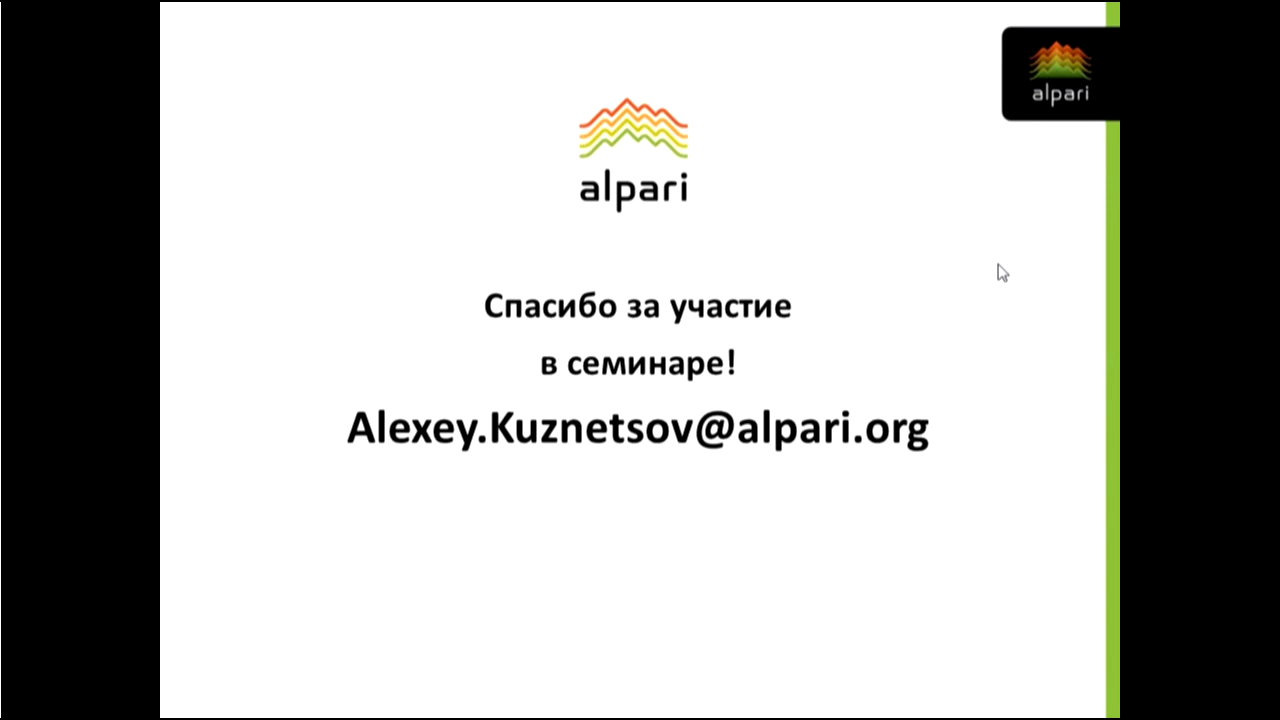 alpari
alpari
Спасибо за участие
в семинаре!
Alexey.Kuznetsov@alpari.org